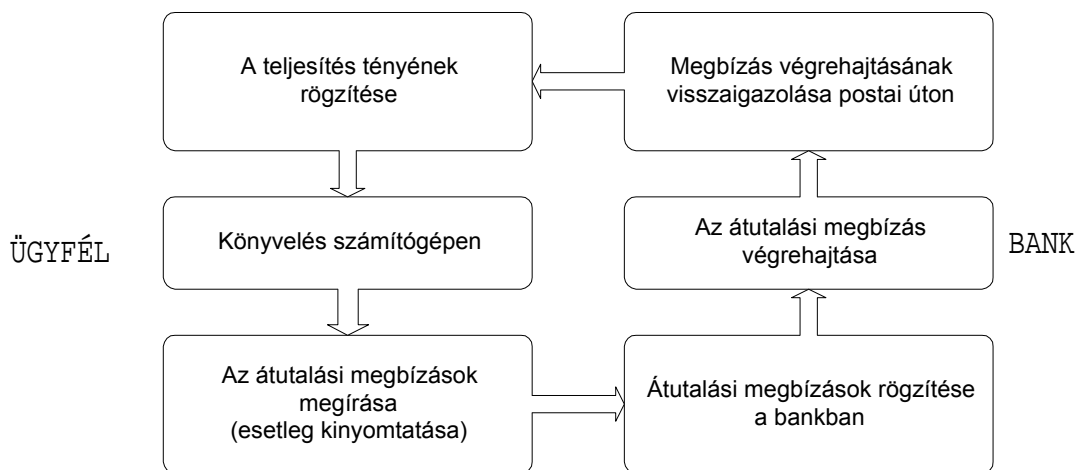 A teljesítés tényének
rögzítése
Megbízás végrehajtásának
visszaigazolása postai úton
ÜGYFÉL
Könyvelés számítógépen
Az átutalási megbízás
végrehajtása
BANK
Az átutalási megbízások
megírása
(esetleg kinyomtatása)
Átutalási megbízások rögzítése
a bankban